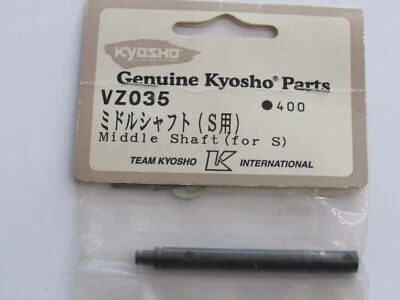 KYOSHO
Genuine Kyosho® Parts
VZ035 ●400
ミドルシャフト(S用)
Middle Shaft(for S)
TEAM KYOSHO K INTERNATIONAL